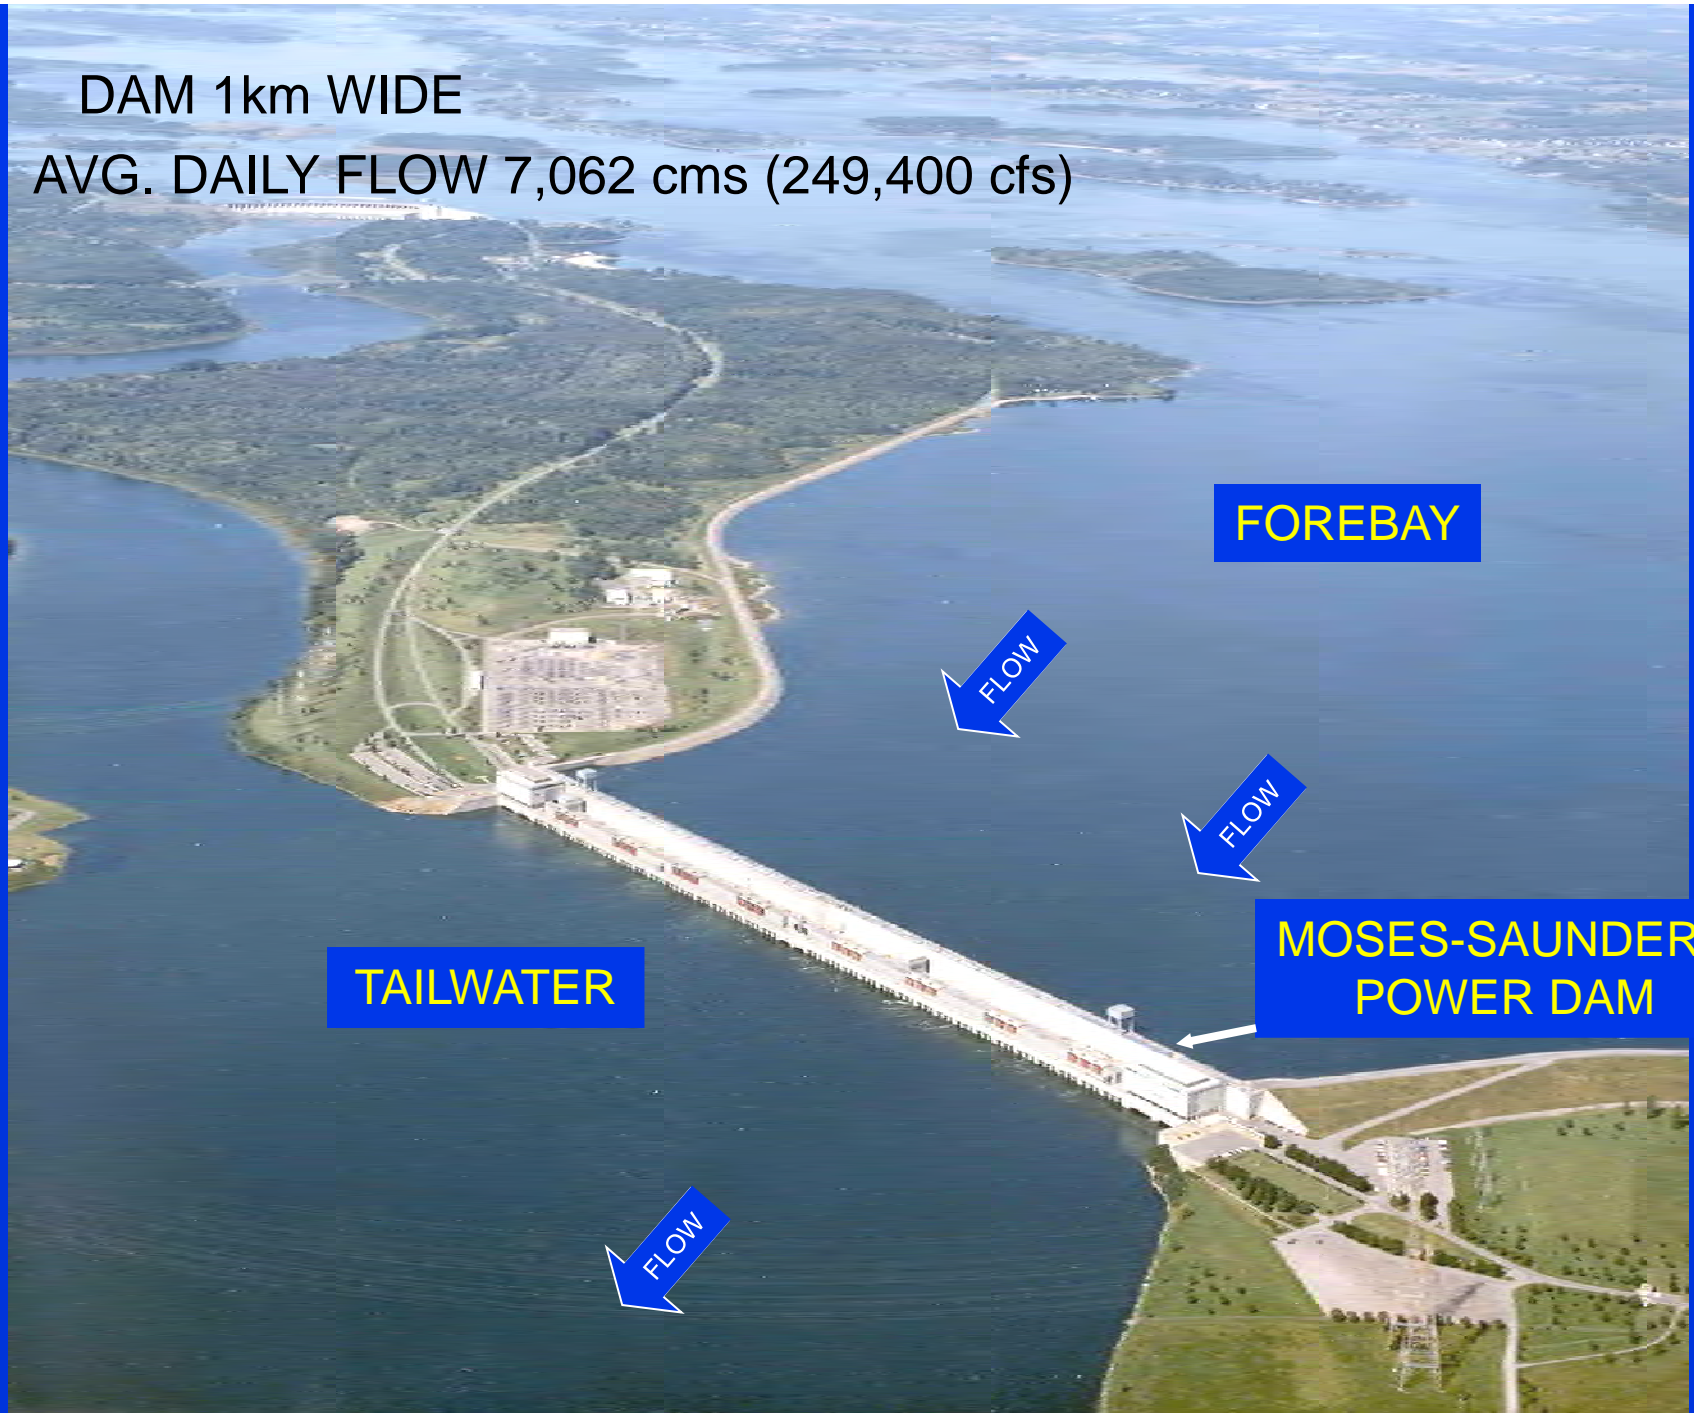 DAM 1km WIDE
AVG. DAILY FLOW 7,062 cms (249,400 cfs)
FOREBAY
FLOW
FLOW
MOSES-SAUNDER
POWER DAM
TAILWATER
FLOW